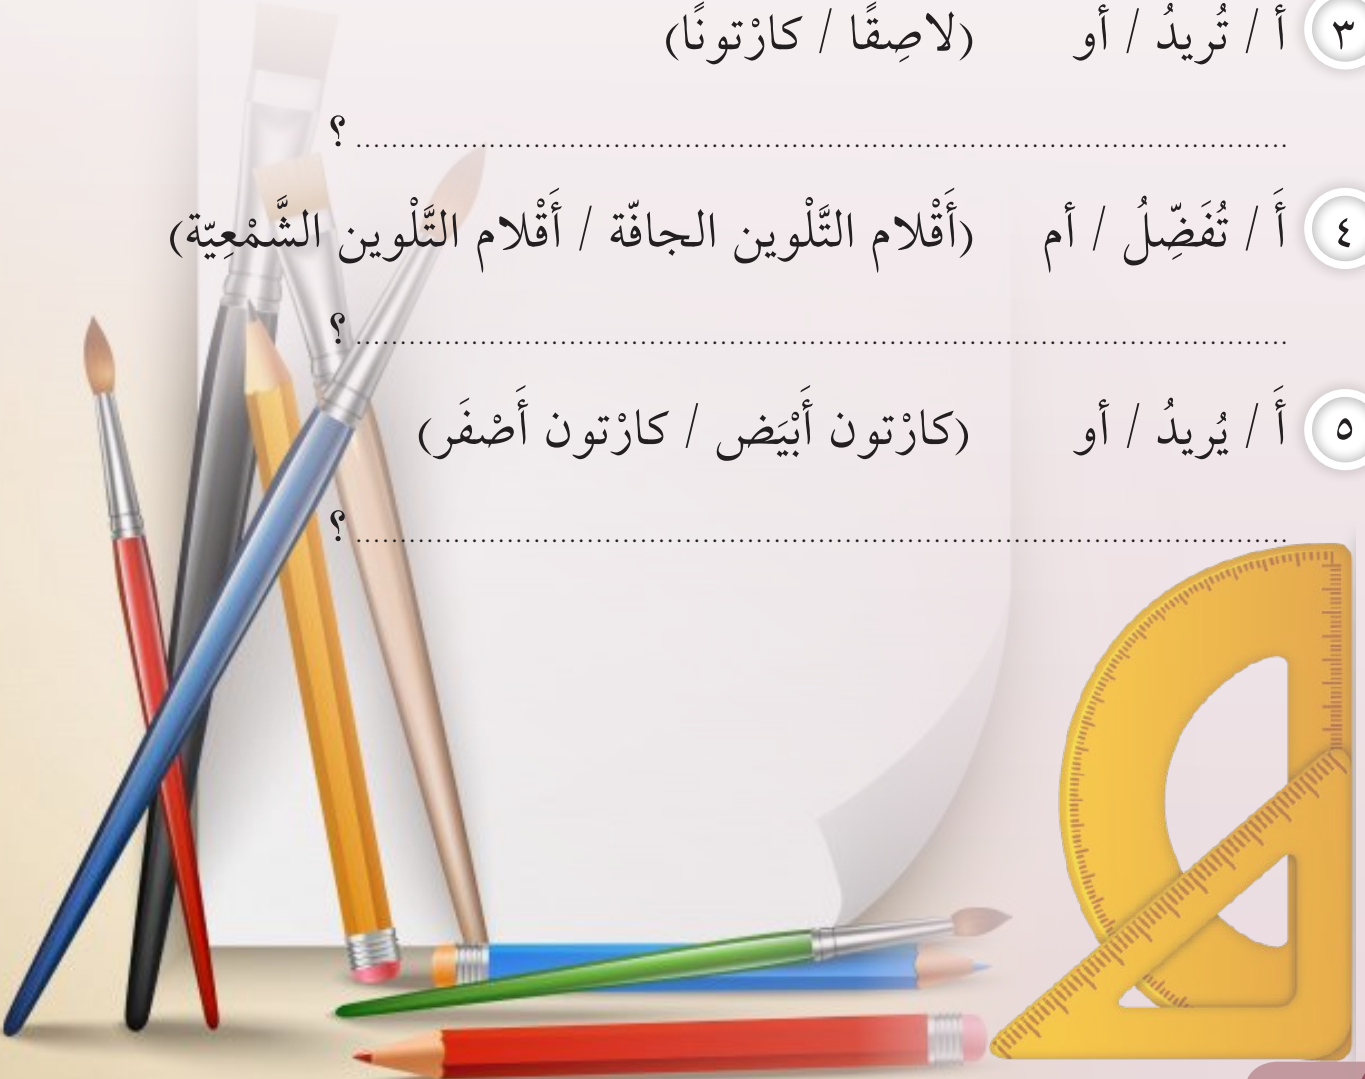 ٣ أ / تُريدُ / أو (لاصِقًا / كارْتونًا)
........................................ ؟
٤ أَ / تُفَضِّلُ / أم (أَقْلام التَّلْوين الجافّة / أَقْلام التَّلْوين الشَّمْعِيّة)
........................................ ؟
٥ أَ / يُريدُ / أو (كارْتون أَبْيَض / كارْتون أَصْفَر)
........................................ ؟